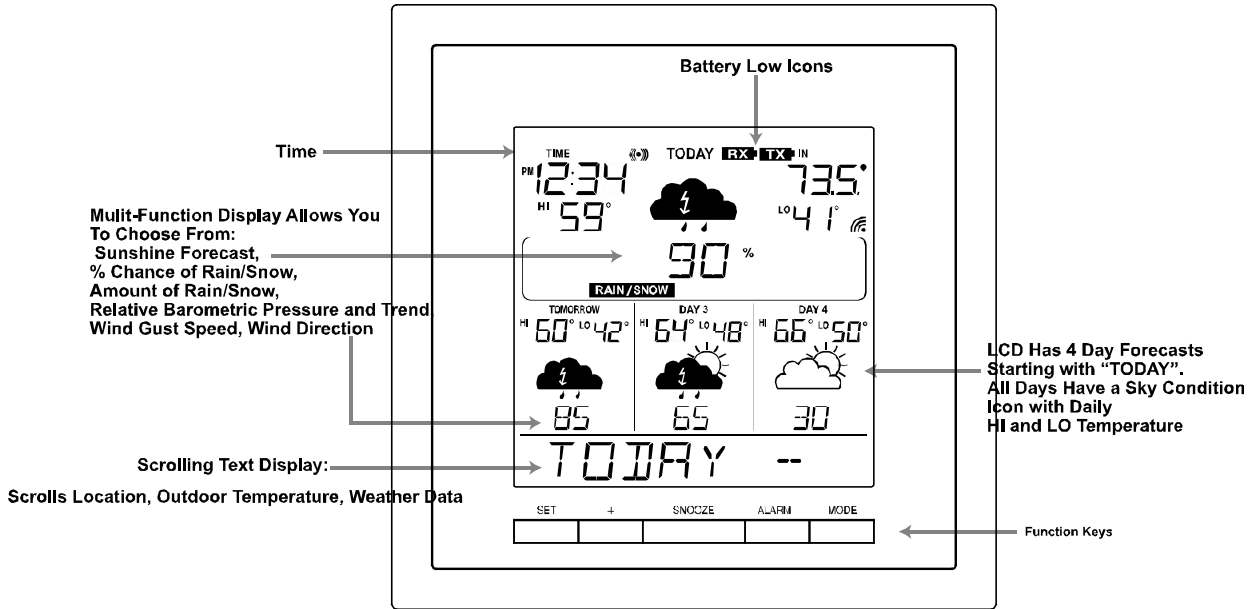 Battery Low Icons
Time
TIME
TODAY RX TX IN
PM 12:34
73.5°
HI 59°
LO 41°
Mulit-Function Display Allows You
To Choose From:
Sunshine Forecast,
% Chance of Rain/Snow,
Amount of Rain/Snow,
Relative Barometric Pressure and Trend,
Wind Gust Speed, Wind Direction
90 %
RAIN/SNOW
TOMORROW DAY 3 DAY 4
HI 60° LO 42° HI 64° LO 48° HI 66° LO 50°
85 65 30
LCD Has 4 Day Forecasts
Starting with “TODAY”.
All Days Have a Sky Condition
Icon with Daily
HI and LO Temperature
Scrolling Text Display:
TODAY --
Scrolls Location, Outdoor Temperature, Weather Data
SET + SNOOZE ALARM MODE
Function Keys